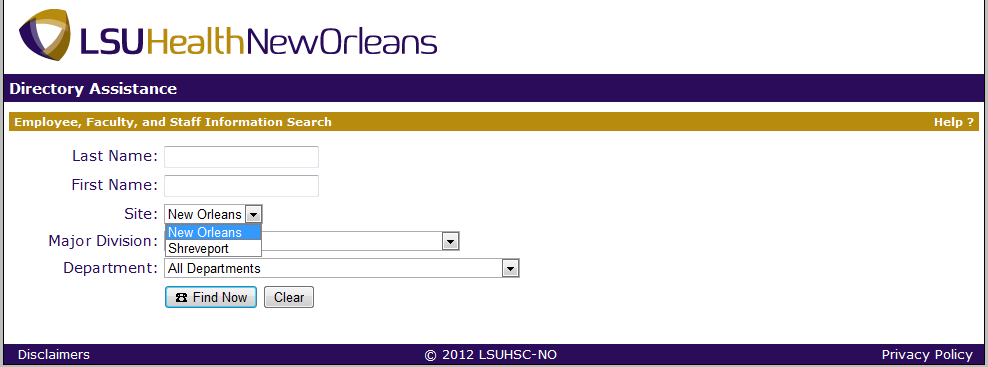 LSUHealthNewOrleans
Directory Assistance
Employee, Faculty, and Staff Information Search Help ?
Last Name:
First Name:
Site: New Orleans
New Orleans
Major Division:
Shreveport
Department: All Departments
Find Now Clear
Disclaimers © 2012 LSUHSC-NO Privacy Policy